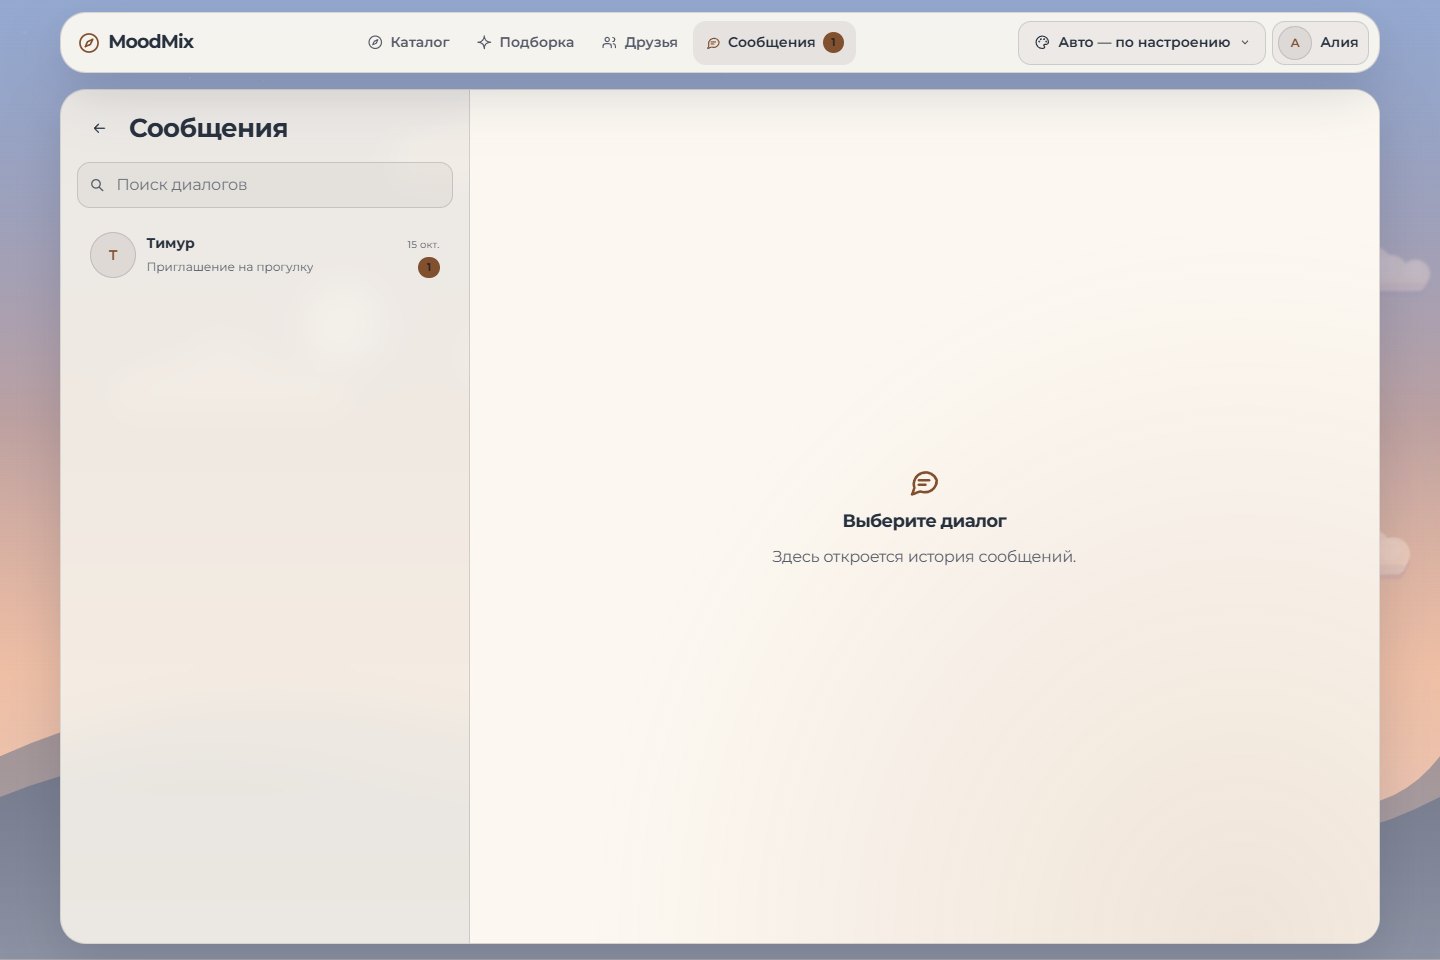 MoodMix
Каталог
Подборка
Друзья
Сообщения 1
Авто — по настроению
А Алия
Сообщения
Поиск диалогов
Т
Тимур
15 окт.
Приглашение на прогулку
1
Выберите диалог
Здесь откроется история сообщений.